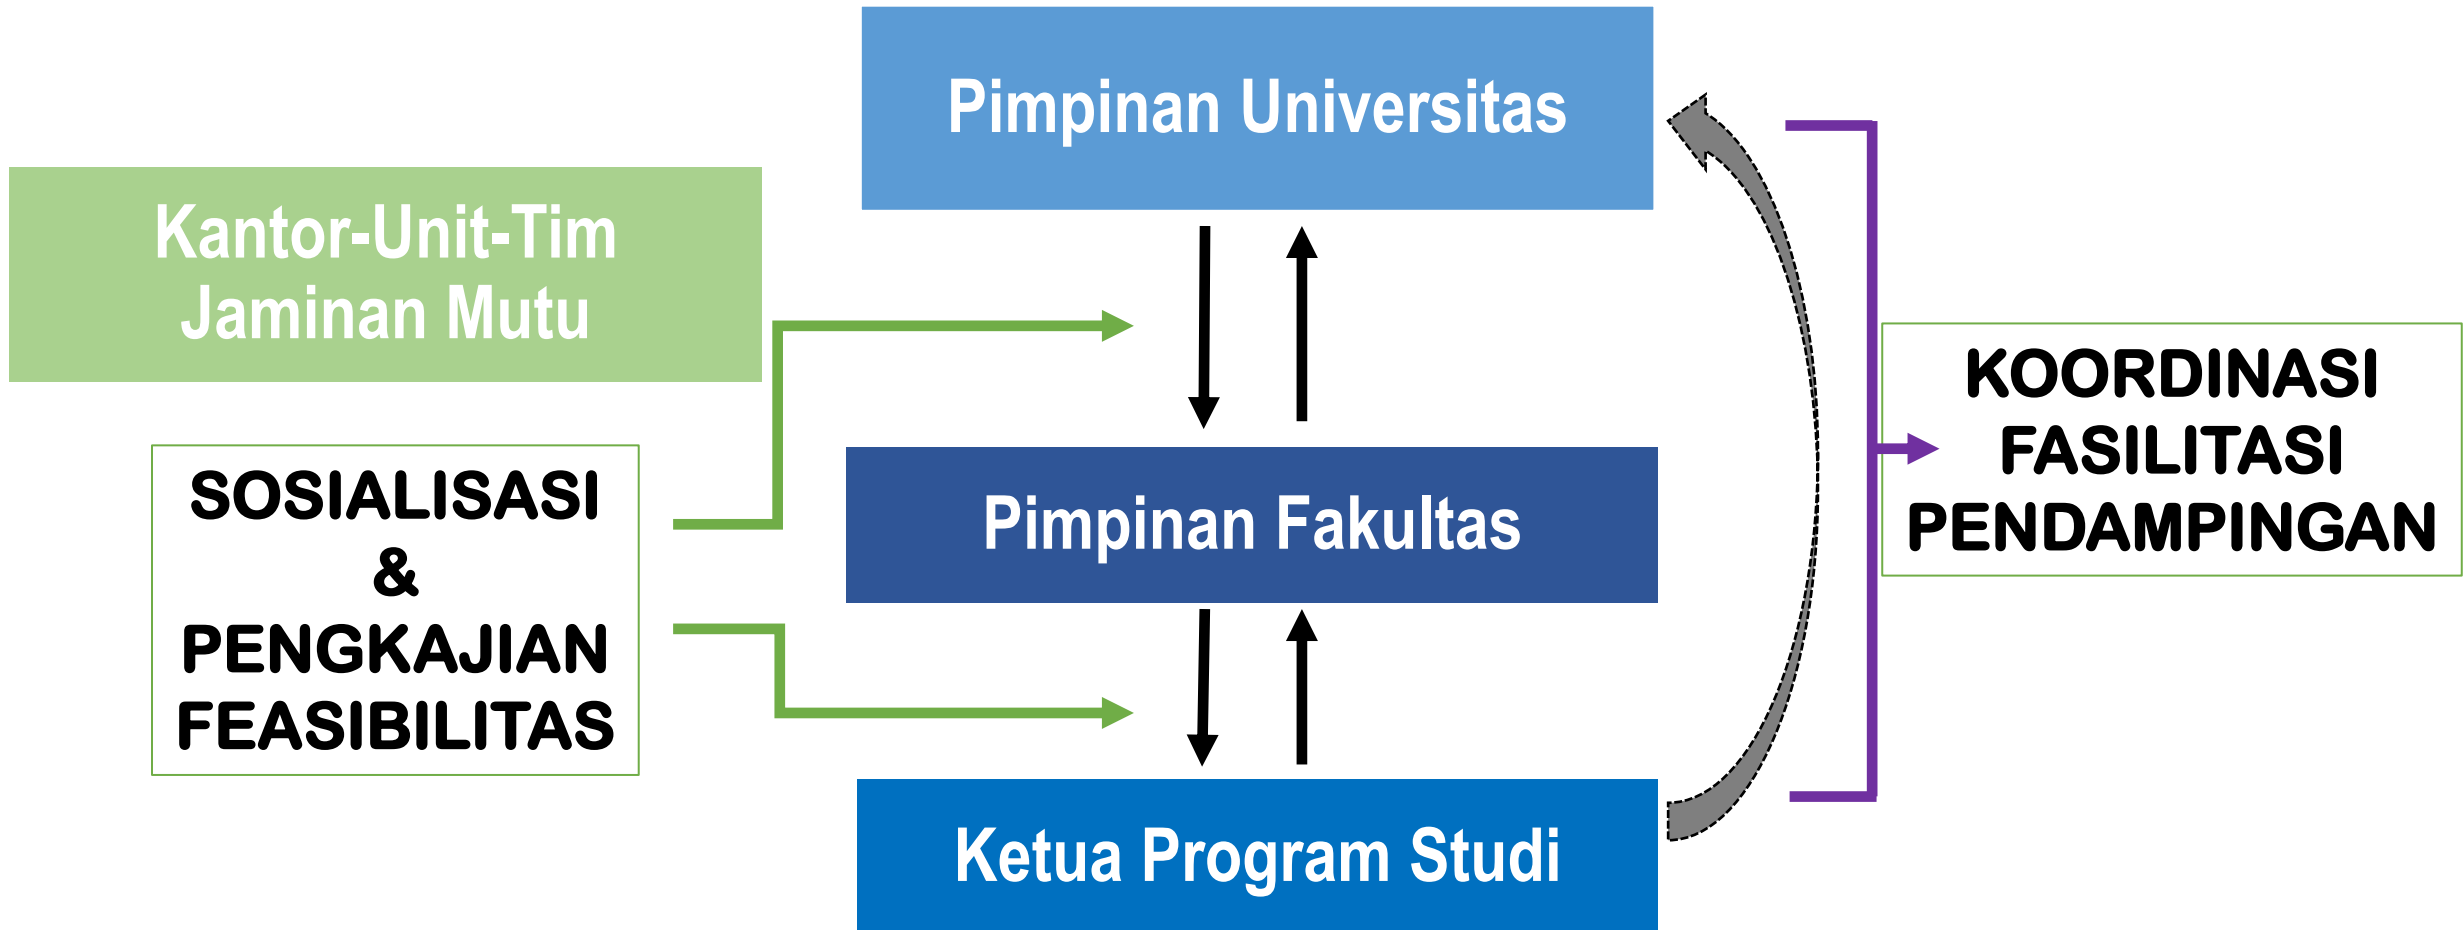 Pimpinan Universitas
Kantor-Unit-Tim
Jaminan Mutu
SOSIALISASI
&
PENGKAJIAN
FEASIBILITAS
Pimpinan Fakultas
Ketua Program Studi
KOORDINASI
FASILITASI
PENDAMPINGAN